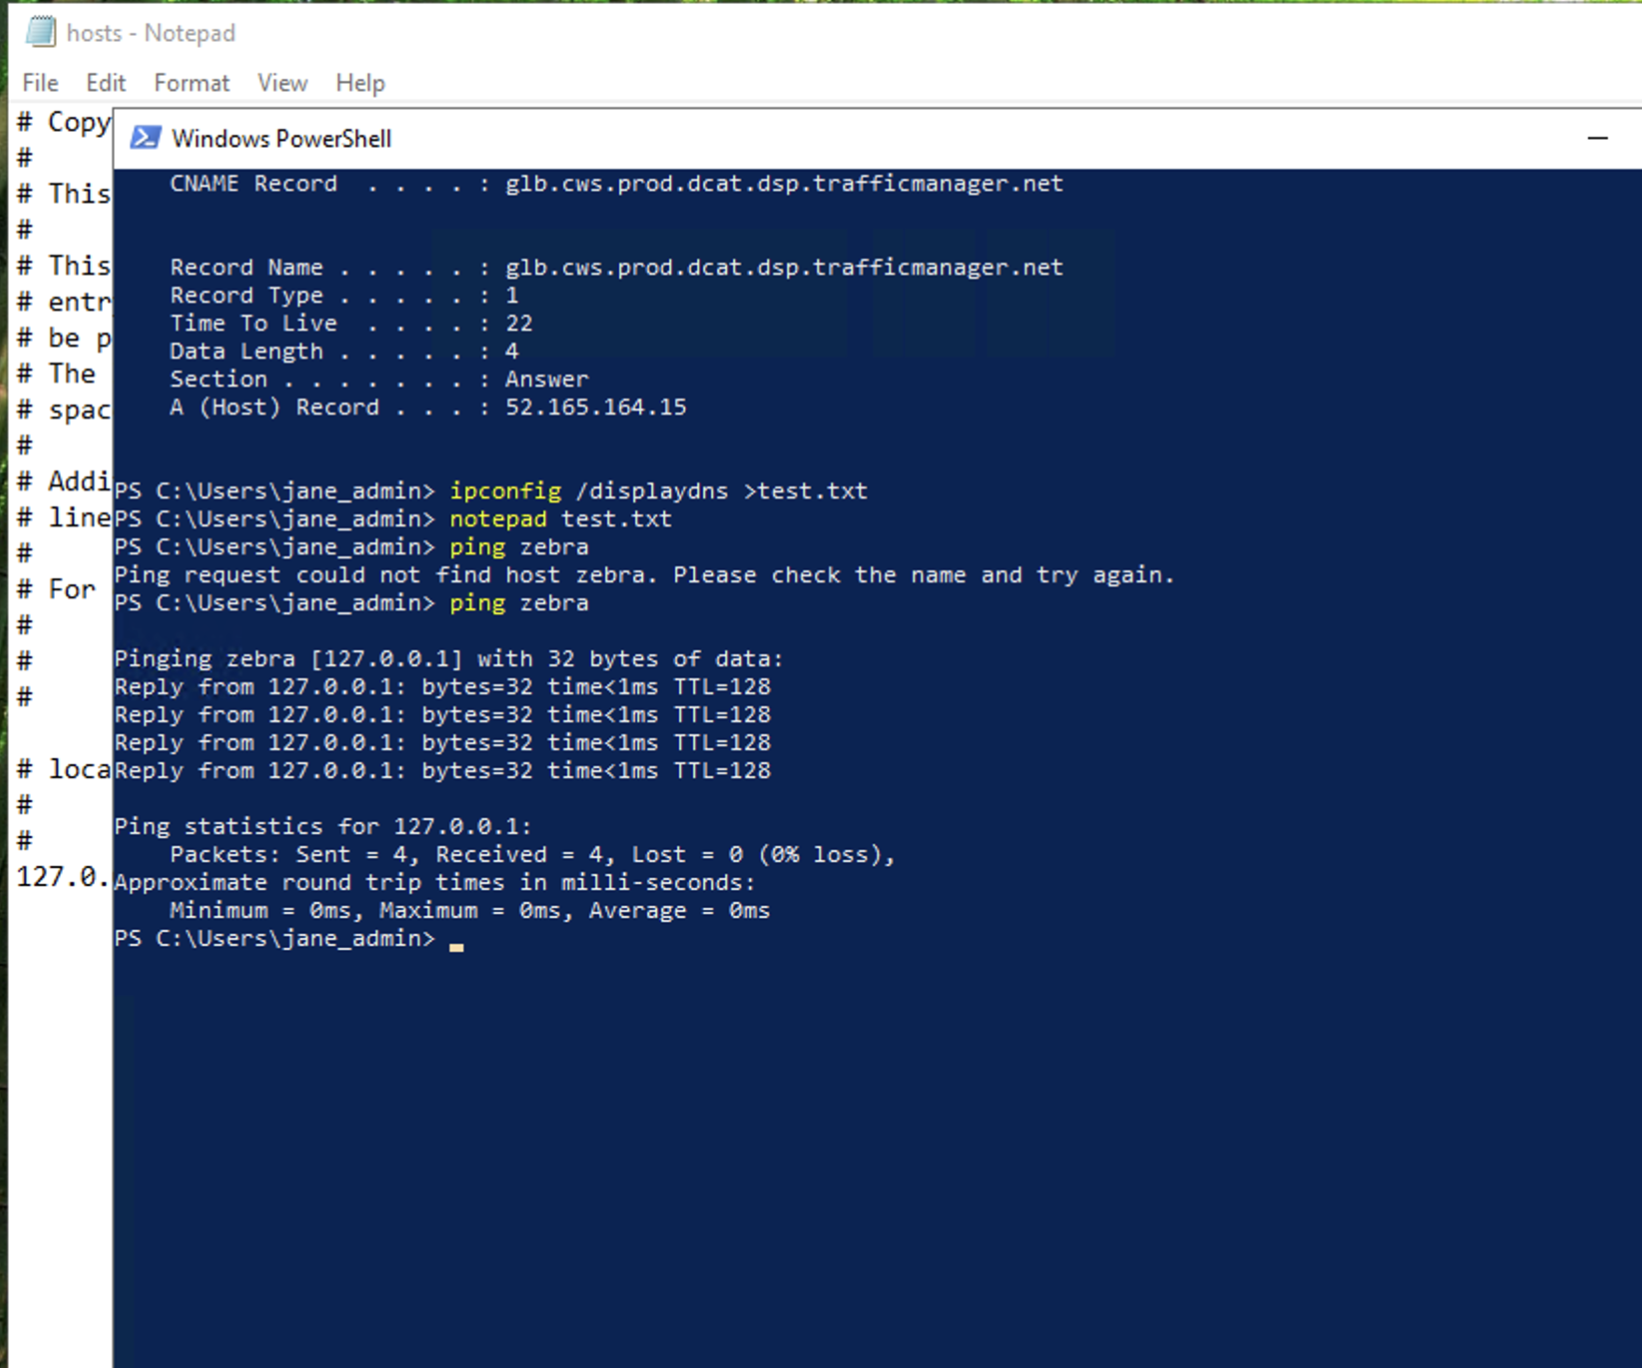 hosts - Notepad
File Edit Format View Help
# Copy
#
# This
#
# This
# entr
# be p
# The
# spac
#
# Addi
# line
#
# For
#
#
#
# loca
#
#
127.0.
Windows PowerShell
CNAME Record . . . . : glb.cws.prod.dcat.dsp.trafficmanager.net
Record Name . . . . . : glb.cws.prod.dcat.dsp.trafficmanager.net
Record Type . . . . . : 1
Time To Live . . . . : 22
Data Length . . . . . : 4
Section . . . . . . . : Answer
A (Host) Record . . . : 52.165.164.15
PS C:\Users\jane_admin> ipconfig /displaydns >test.txt
PS C:\Users\jane_admin> notepad test.txt
PS C:\Users\jane_admin> ping zebra
Ping request could not find host zebra. Please check the name and try again.
PS C:\Users\jane_admin> ping zebra
Pinging zebra [127.0.0.1] with 32 bytes of data:
Reply from 127.0.0.1: bytes=32 time<1ms TTL=128
Reply from 127.0.0.1: bytes=32 time<1ms TTL=128
Reply from 127.0.0.1: bytes=32 time<1ms TTL=128
Reply from 127.0.0.1: bytes=32 time<1ms TTL=128
Ping statistics for 127.0.0.1:
Packets: Sent = 4, Received = 4, Lost = 0 (0% loss),
Approximate round trip times in milli-seconds:
Minimum = 0ms, Maximum = 0ms, Average = 0ms
PS C:\Users\jane_admin>